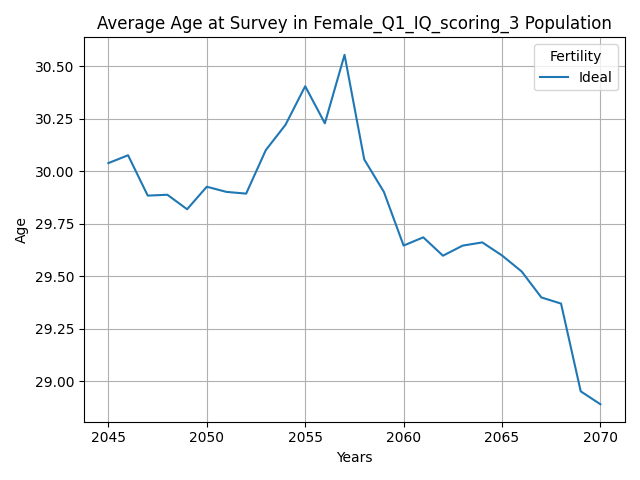 Average Age at Survey in Female_Q1_IQ_scoring_3 Population
Fertility
Ideal
30.50
30.25
30.00
29.75
29.50
29.25
29.00
Age
2045 2050 2055 2060 2065 2070
Years